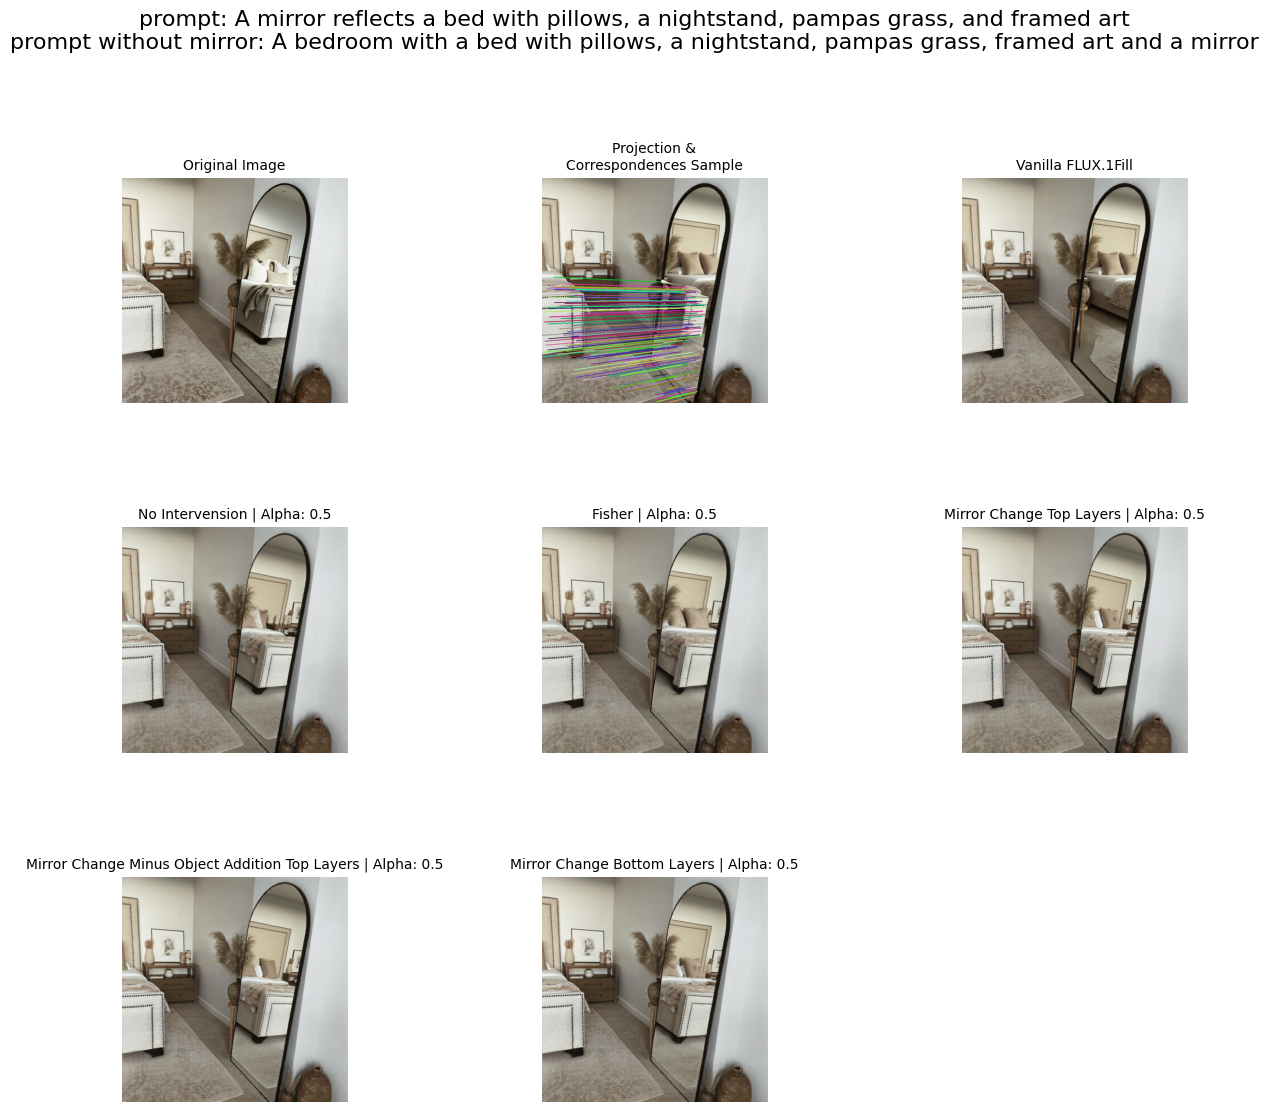 prompt: A mirror reflects a bed with pillows, a nightstand, pampas grass, and framed art
prompt without mirror: A bedroom with a bed with pillows, a nightstand, pampas grass, framed art and a mirror
Original Image
Projection &
Correspondences Sample
Vanilla FLUX.1Fill
No Intervension | Alpha: 0.5
Fisher | Alpha: 0.5
Mirror Change Top Layers | Alpha: 0.5
Mirror Change Minus Object Addition Top Layers | Alpha: 0.5
Mirror Change Bottom Layers | Alpha: 0.5